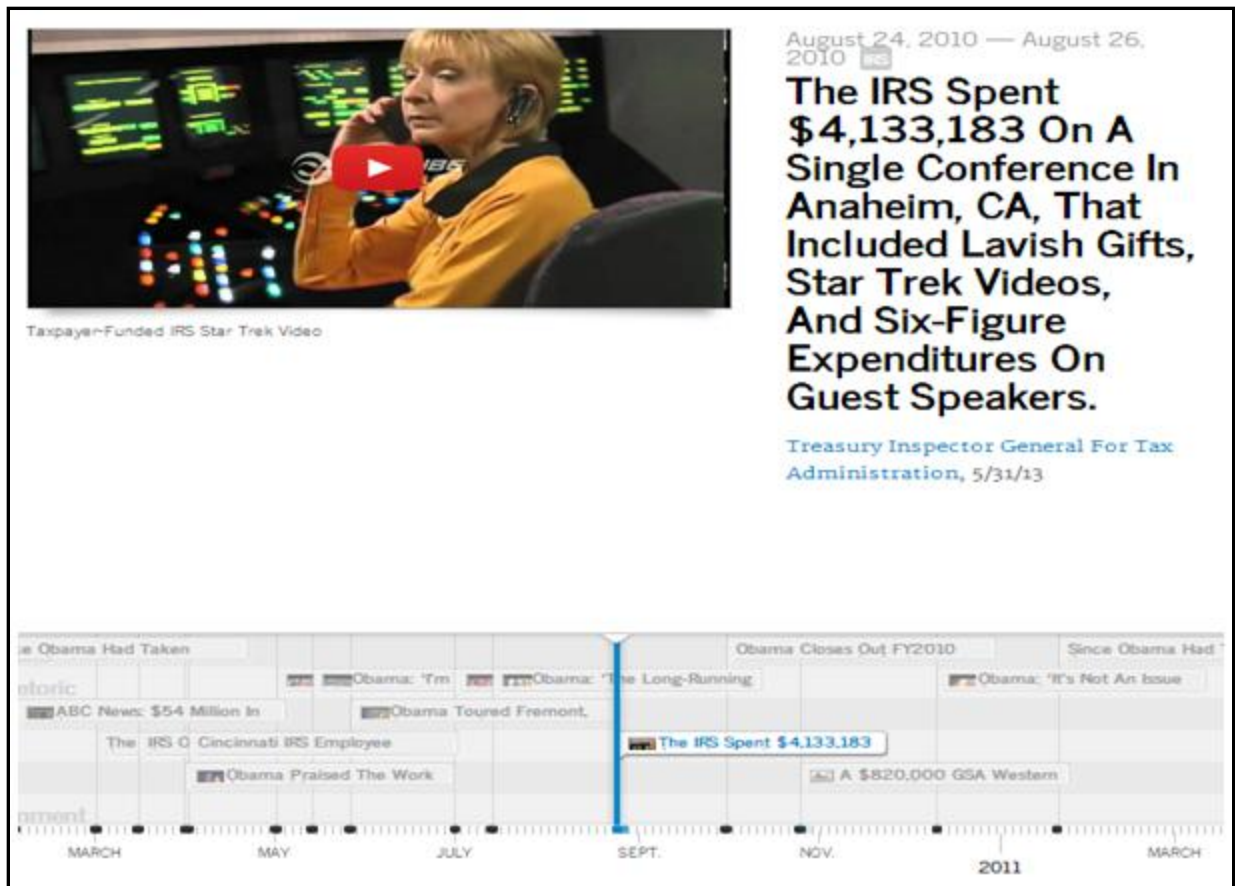 August 24, 2010 — August 26,
2010 IRS
The IRS Spent
$4,133,183 On A
Single Conference In
Anaheim, CA, That
Included Lavish Gifts,
Star Trek Videos,
And Six-Figure
Expenditures On
Guest Speakers.
Treasury Inspector General For Tax
Administration, 5/31/13
Taxpayer-Funded IRS Star Trek Video
e Obama Had Taken
Obama Closes Out FY2010
Since Obama Had
etoric
Obama: 'I'm
Obama: 'The Long-Running
Obama: 'It's Not An Issue
ABC News: $54 Million In
Obama Toured Fremont,
The IRS O
Cincinnati IRS Employee
The IRS Spent $4,133,183
Obama Praised The Work
A $820,000 GSA Western
nment
MARCH
MAY
JULY
SEPT.
NOV.
2011
MARCH